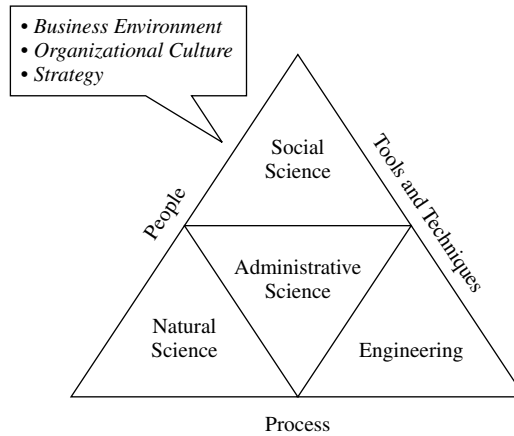 • Business Environment
• Organizational Culture
• Strategy
Social
Science
People
Tools and Techniques
Administrative
Science
Natural
Science
Engineering
Process